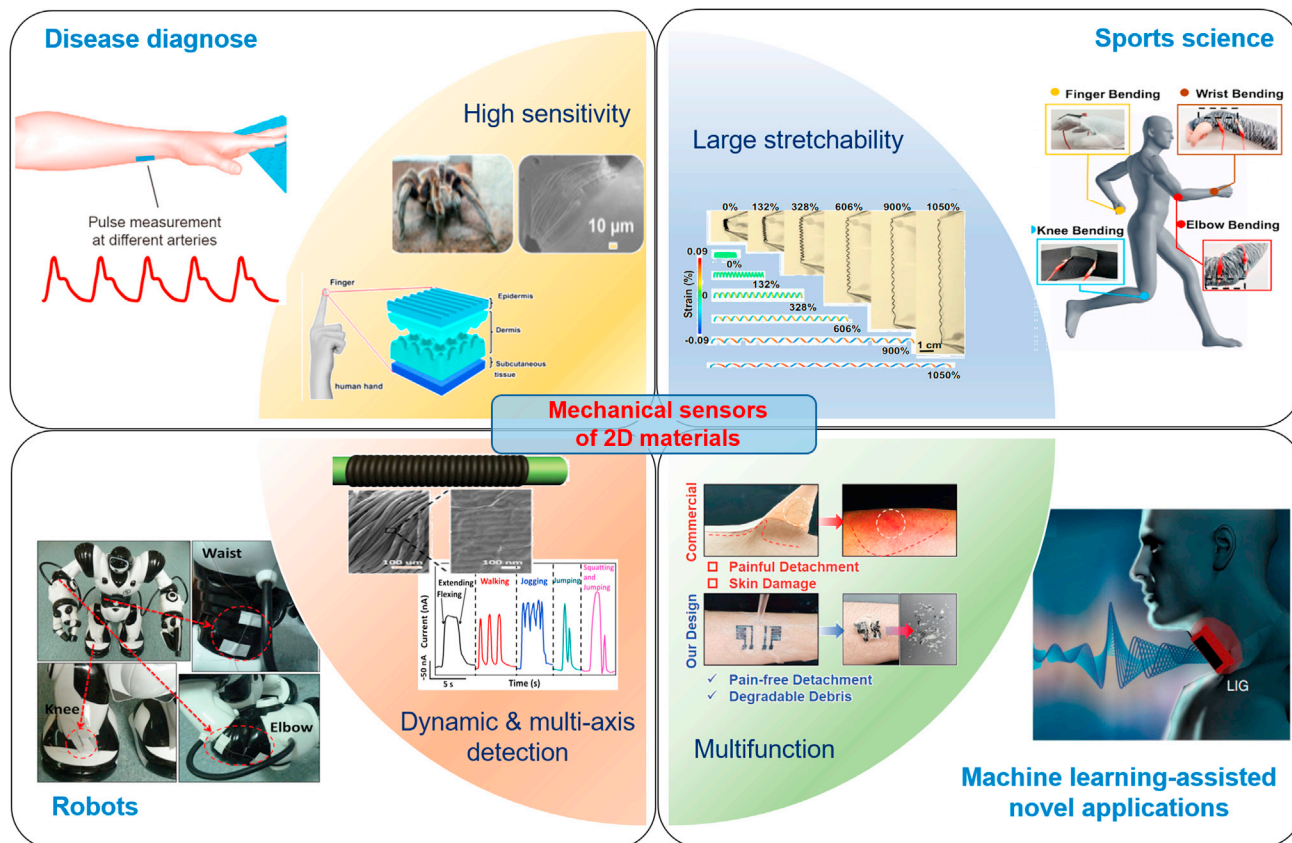 Disease diagnose
High sensitivity
Pulse measurement
at different arteries
10 μm
Finger
human hand
Epidermis
Dermis
Subcutaneous
tissue
Sports science
Large stretchability
Finger Bending
Wrist Bending
Knee Bending
Elbow Bending
0% 132% 328% 606% 900% 1050%
0.09
0
-0.09
Strain (%)
0%
132%
328%
606%
900%
1050%
1 cm
Mechanical sensors
of 2D materials
100 um
100 nm
Extending
Flexing
Walking
Jogging
Jumping
Squatting
and
Jumping
Current (nA)
~50 nA
5 s
Time (s)
Dynamic & multi-axis
detection
Waist
Knee
Elbow
Robots
Commercial
Painful Detachment
Skin Damage
Our Design
✓ Pain-free Detachment
✓ Degradable Debris
Multifunction
LIG
Machine learning-assisted
novel applications